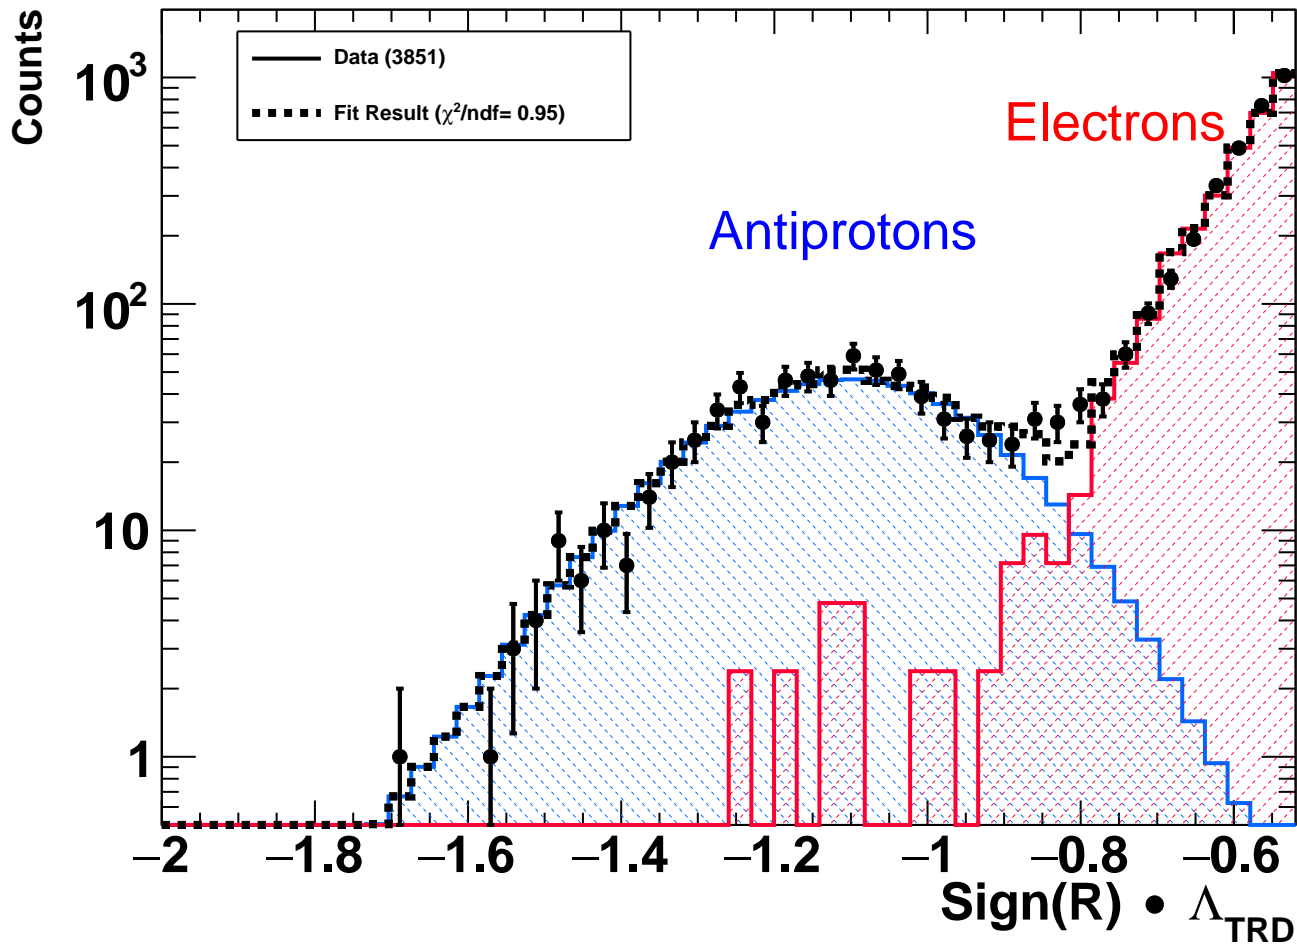 Counts
Data (3851)
Fit Result (χ²/ndf= 0.95)
Electrons
Antiprotons
10³
10²
10
1
−2 −1.8 −1.6 −1.4 −1.2 −1 −0.8 −0.6
Sign(R) • Λ_TRD